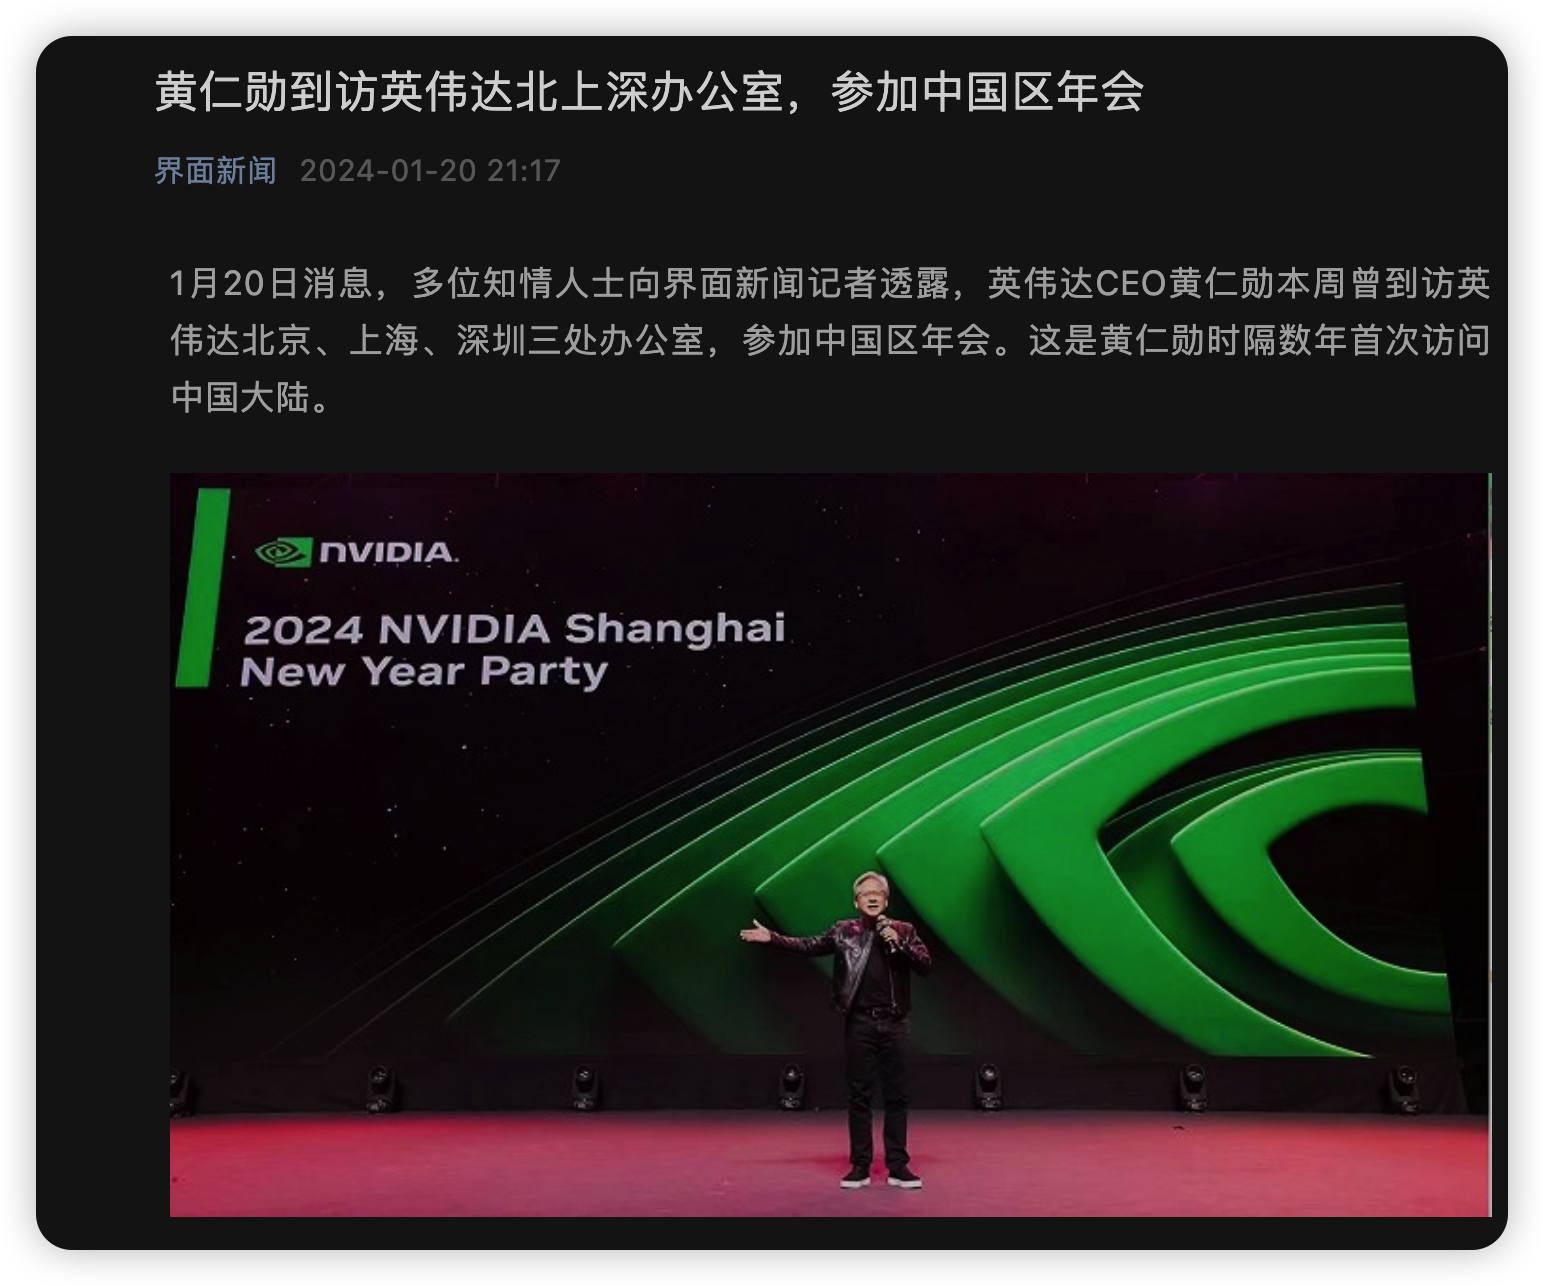 黄仁勋到访英伟达北上深办公室，参加中国区年会
界面新闻 2024-01-20 21:17
1月20日消息，多位知情人士向界面新闻记者透露，英伟达CEO黄仁勋本周曾到访英
伟达北京、上海、深圳三处办公室，参加中国区年会。这是黄仁勋时隔数年首次访问
中国大陆。
NVIDIA.
2024 NVIDIA Shanghai
New Year Party